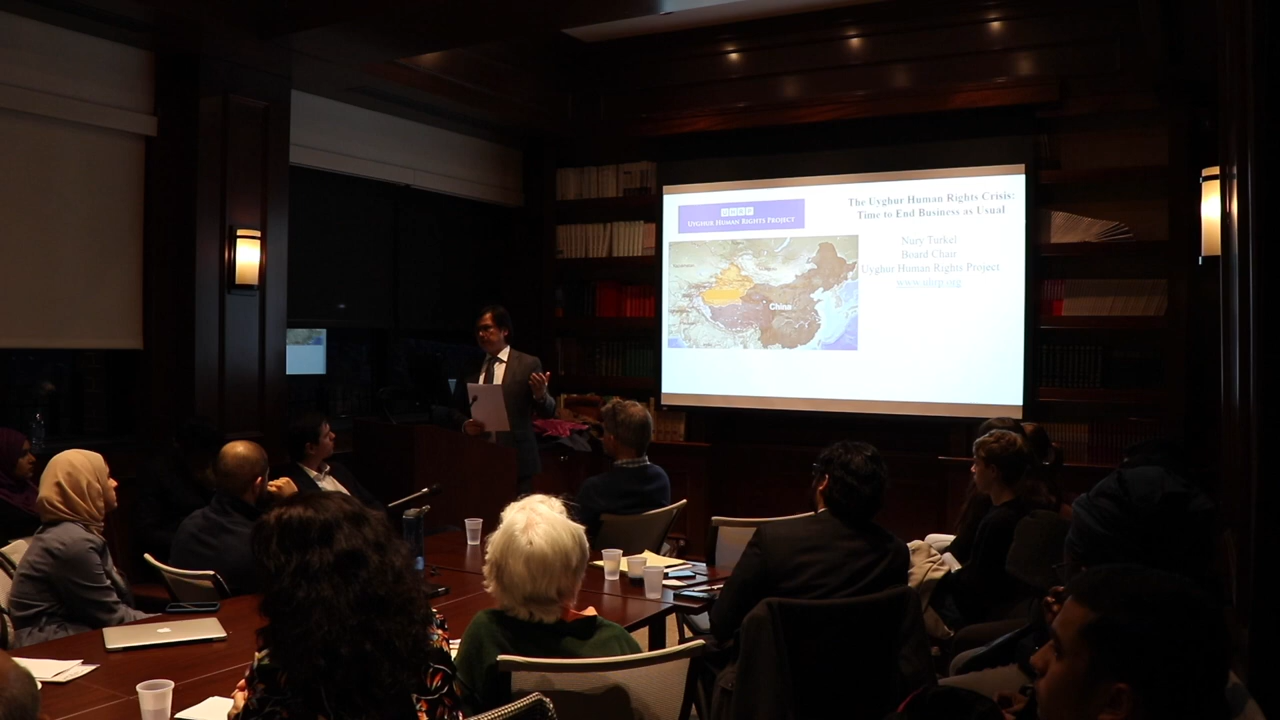 UHRP
UYGHUR HUMAN RIGHTS PROJECT
The Uyghur Human Rights Crisis:
Time to End Business as Usual
Nury Turkel
Board Chair
Uyghur Human Rights Project
www.uhrp.org
China